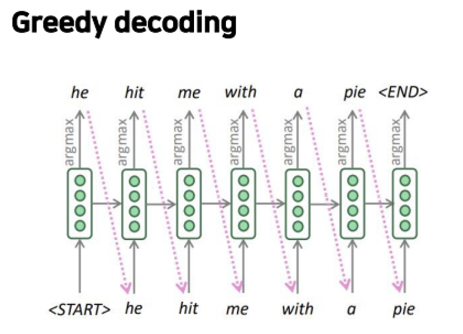 Greedy decoding
he hit me with a pie <END>
argmax argmax argmax argmax argmax argmax argmax
<START> he hit me with a pie